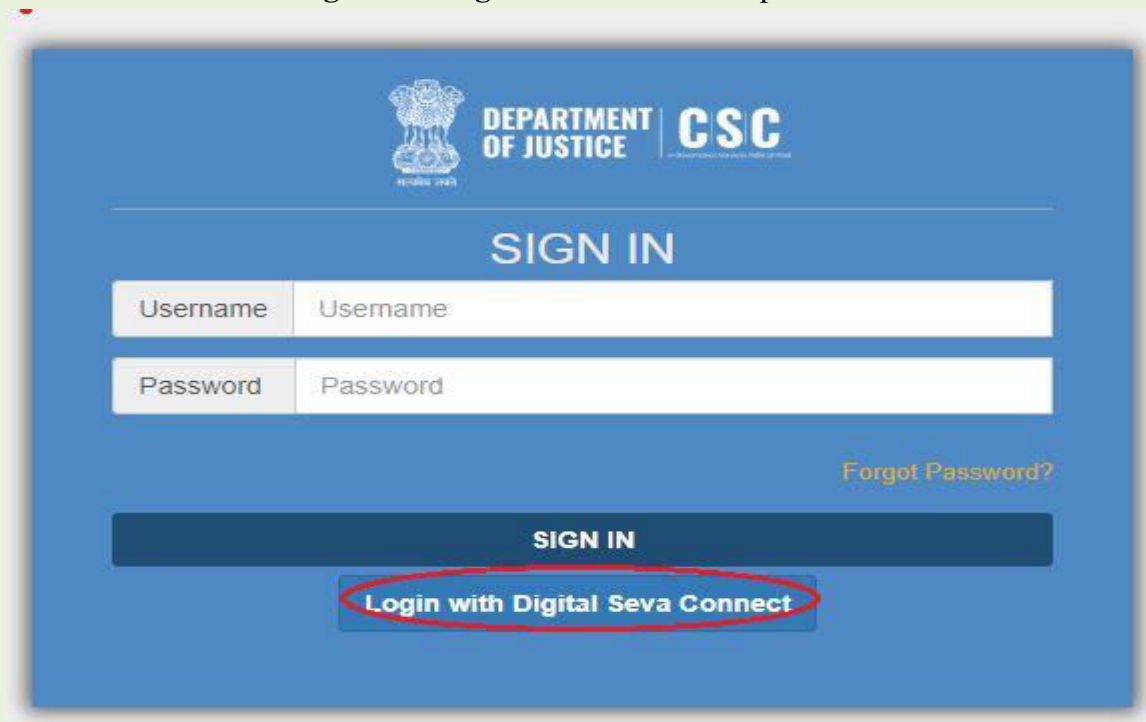 DEPARTMENT
OF JUSTICE
CSC
SIGN IN
Username Username
Password Password
Forgot Password?
SIGN IN
Login with Digital Seva Connect